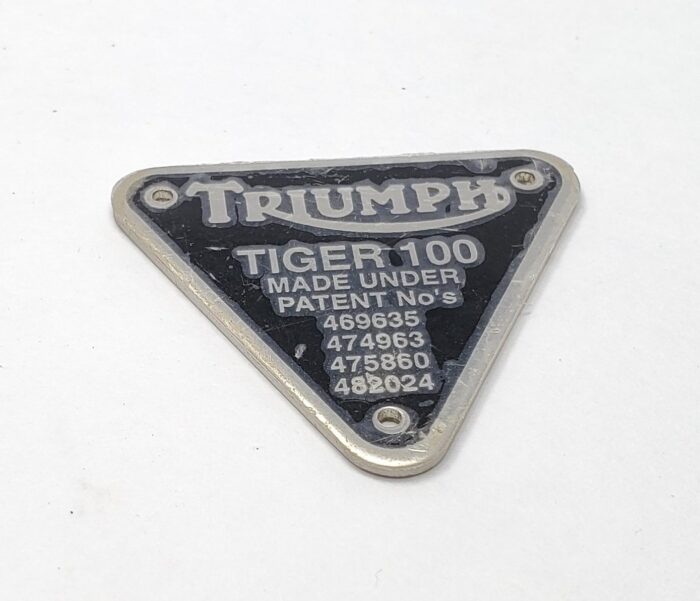 TRIUMPH
TIGER 100
MADE UNDER
PATENT No's
469635
474963
475860
482024